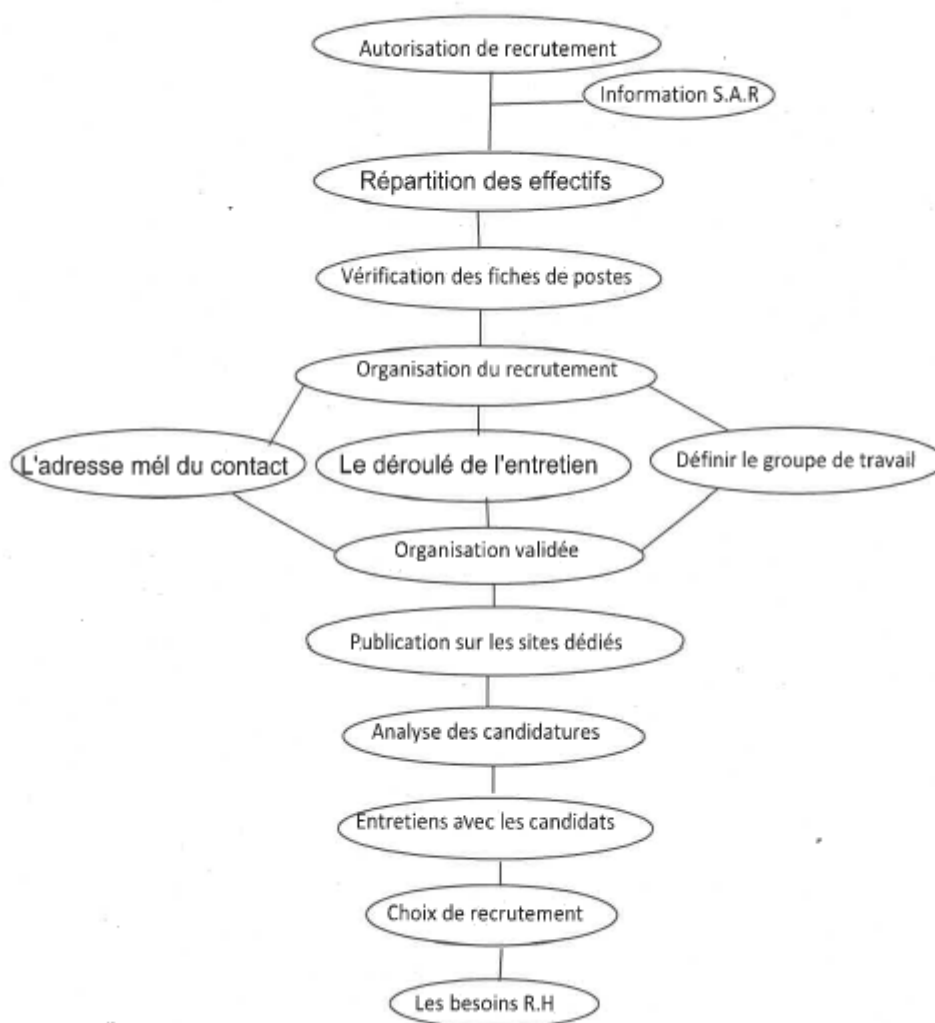 Autorisation de recrutement
Information S.A.R
Répartition des effectifs
Vérification des fiches de postes
Organisation du recrutement
L'adresse mél du contact
Le déroulé de l'entretien
Définir le groupe de travail
Organisation validée
Publication sur les sites dédiés
Analyse des candidatures
Entretiens avec les candidats
Choix de recrutement
Les besoins R.H